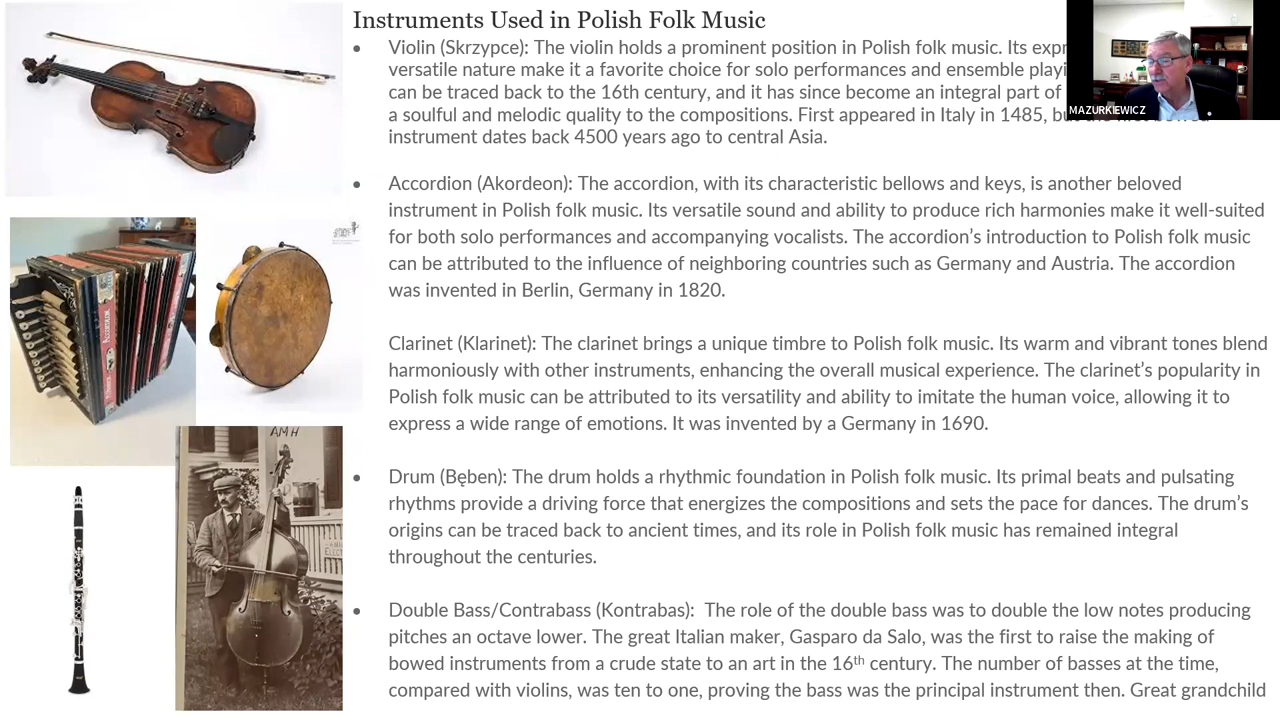 Instruments Used in Polish Folk Music
• Violin (Skrzypce): The violin holds a prominent position in Polish folk music. Its
versatile nature make it a favorite choice for solo performances and ensemble
can be traced back to the 16th century, and it has since become an integral part of
a soulful and melodic quality to the compositions. First appeared in Italy in 1485,
instrument dates back 4500 years ago to central Asia.
MAZURKIEWICZ
• Accordion (Akordeon): The accordion, with its characteristic bellows and keys, is another beloved
instrument in Polish folk music. Its versatile sound and ability to produce rich harmonies make it well-suited
for both solo performances and accompanying vocalists. The accordion’s introduction to Polish folk music
can be attributed to the influence of neighboring countries such as Germany and Austria. The accordion
was invented in Berlin, Germany in 1820.
Clarinet (Klarinet): The clarinet brings a unique timbre to Polish folk music. Its warm and vibrant tones blend
harmoniously with other instruments, enhancing the overall musical experience. The clarinet’s popularity in
Polish folk music can be attributed to its versatility and ability to imitate the human voice, allowing it to
express a wide range of emotions. It was invented by a Germany in 1690.
• Drum (Bęben): The drum holds a rhythmic foundation in Polish folk music. Its primal beats and pulsating
rhythms provide a driving force that energizes the compositions and sets the pace for dances. The drum’s
origins can be traced back to ancient times, and its role in Polish folk music has remained integral
throughout the centuries.
• Double Bass/Contrabass (Kontrabas): The role of the double bass was to double the low notes producing
pitches an octave lower. The great Italian maker, Gasparo da Salo, was the first to raise the making of
bowed instruments from a crude state to an art in the 16th century. The number of basses at the time,
compared with violins, was ten to one, proving the bass was the principal instrument then. Great grandchild
AMH